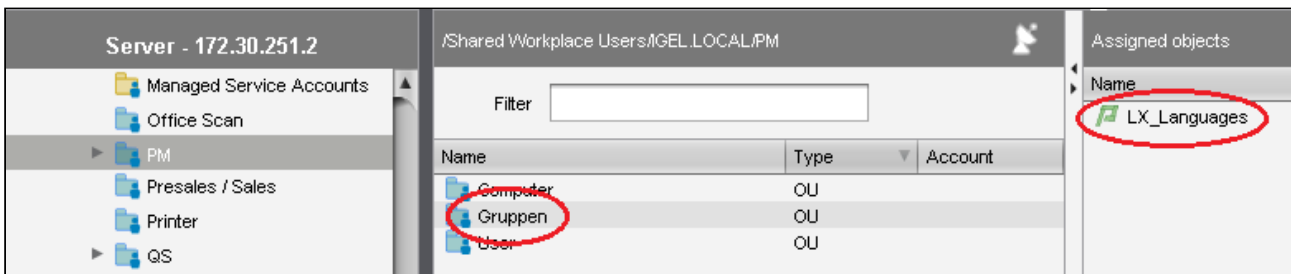 Server - 172.30.251.2
Managed Service Accounts
Office Scan
PM
Presales / Sales
Printer
QS
/Shared Workplace Users/IGEL.LOCAL/PM
Filter
Name Type Account
Computer OU
Gruppen OU
User OU
Assigned objects
Name
LX_Languages